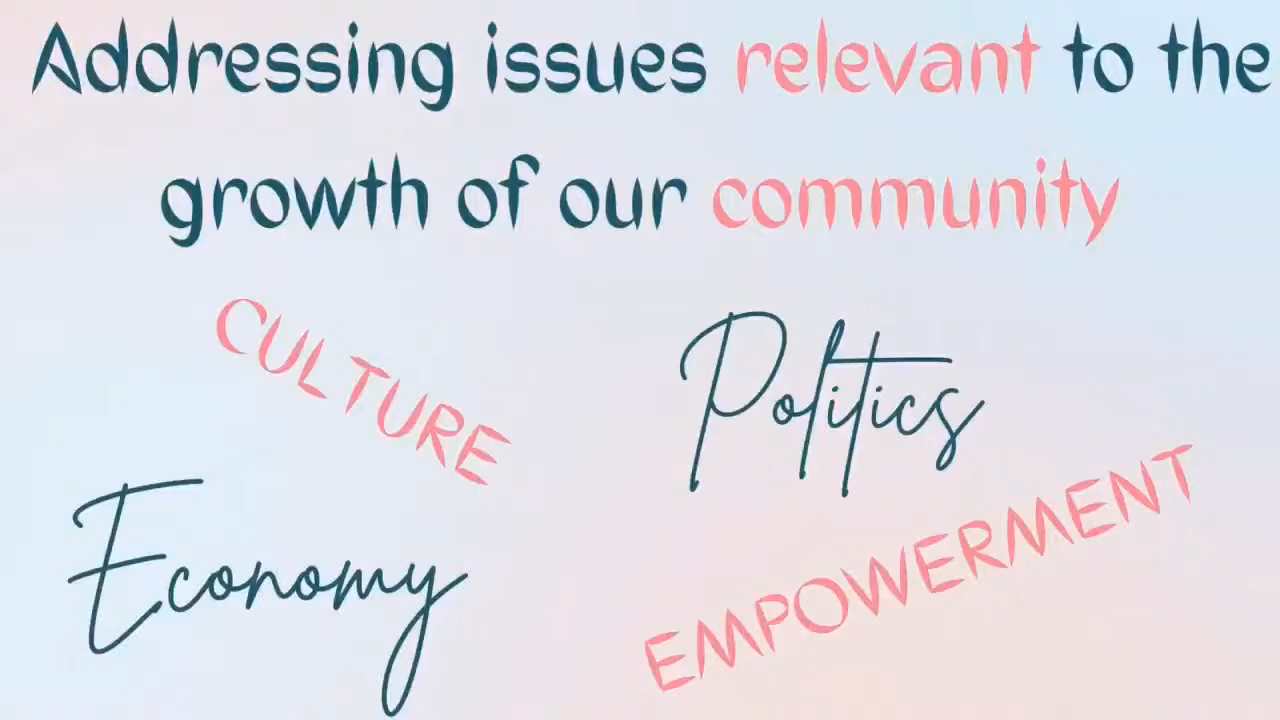 Addressing issues relevant to the
growth of our community
CULTURE
Politics
Economy
EMPOWERMENT